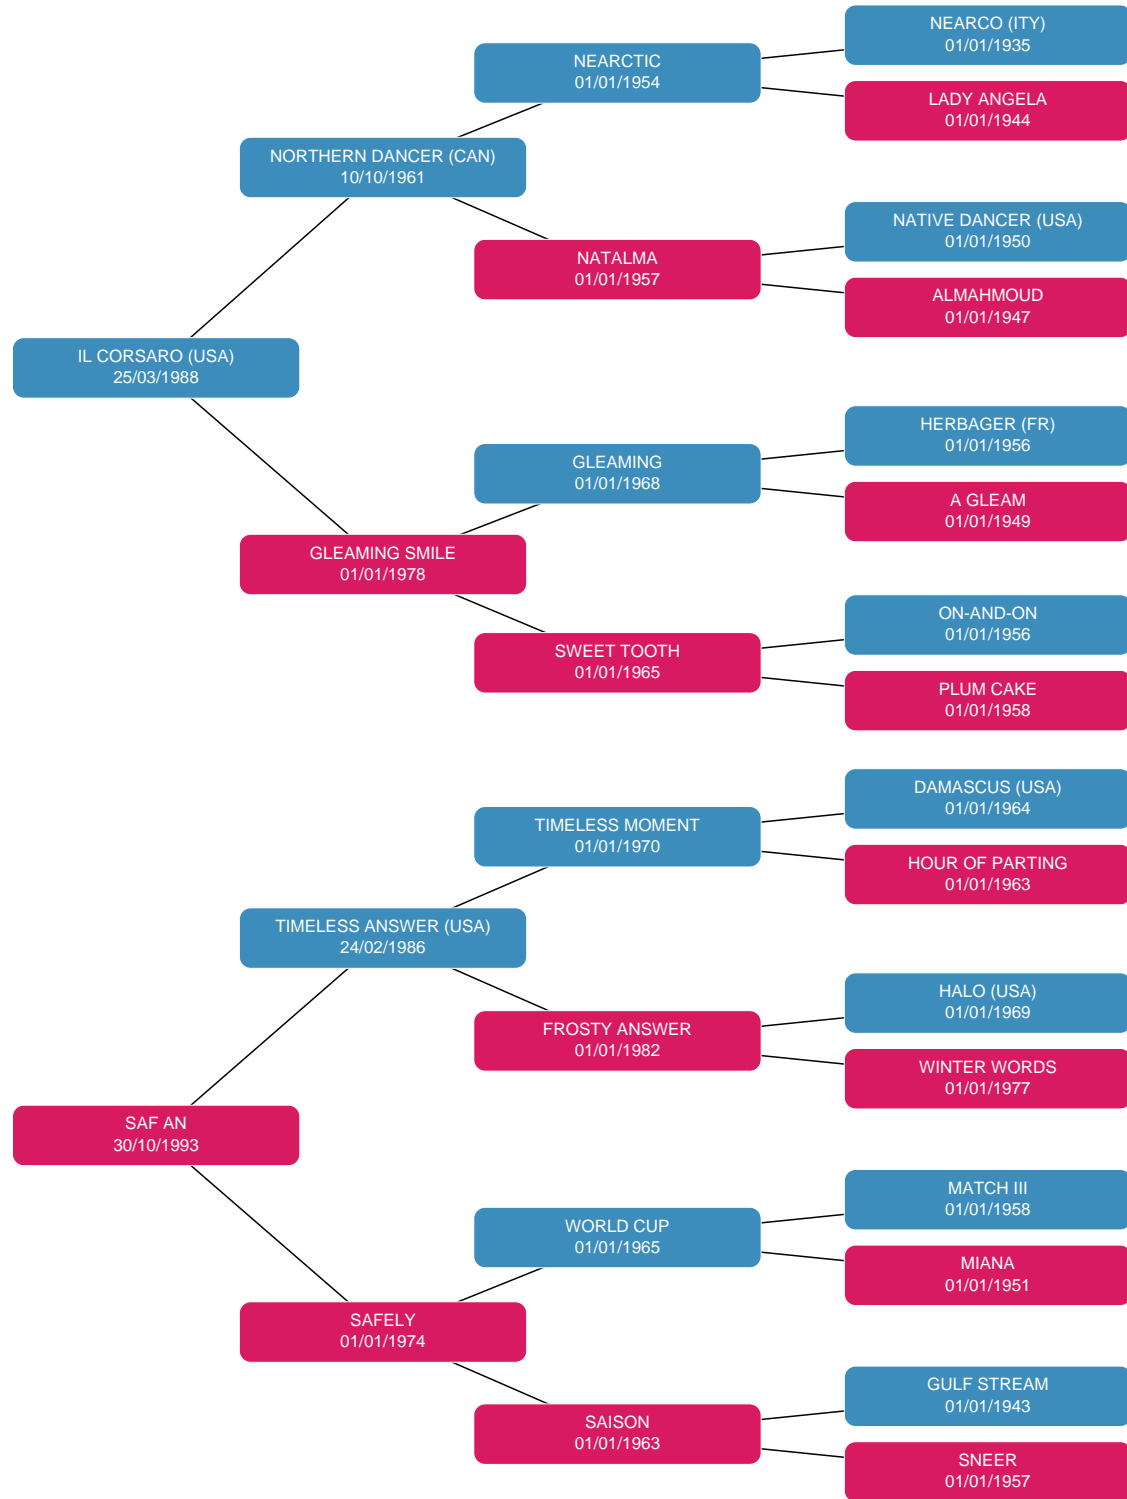 NEARCO (ITY)
01/01/1935
NEARCTIC
01/01/1954
LADY ANGELA
01/01/1944
NORTHERN DANCER (CAN)
10/10/1961
NATIVE DANCER (USA)
01/01/1950
NATALMA
01/01/1957
ALMAHMOUD
01/01/1947
IL CORSARO (USA)
25/03/1988
HERBAGER (FR)
01/01/1956
GLEAMING
01/01/1968
A GLEAM
01/01/1949
GLEAMING SMILE
01/01/1978
ON-AND-ON
01/01/1956
SWEET TOOTH
01/01/1965
PLUM CAKE
01/01/1958
DAMASCUS (USA)
01/01/1964
TIMELESS MOMENT
01/01/1970
HOUR OF PARTING
01/01/1963
TIMELESS ANSWER (USA)
24/02/1986
HALO (USA)
01/01/1969
FROSTY ANSWER
01/01/1982
WINTER WORDS
01/01/1977
SAF AN
30/10/1993
MATCH III
01/01/1958
WORLD CUP
01/01/1965
MIANA
01/01/1951
SAFELY
01/01/1974
GULF STREAM
01/01/1943
SAISON
01/01/1963
SNEER
01/01/1957